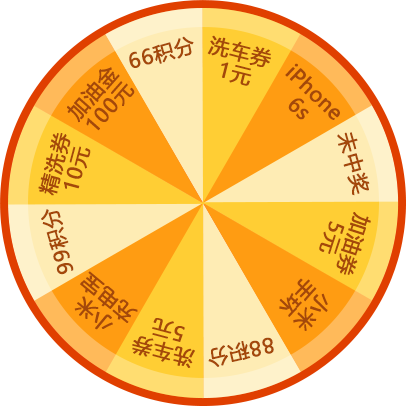 洗车券
1元
iPhone
6s
未中奖
加油券
5元
小米
手环
88积分
洗车券
5元
小米
充电宝
99积分
精洗券
10元
加油金
100元
66积分